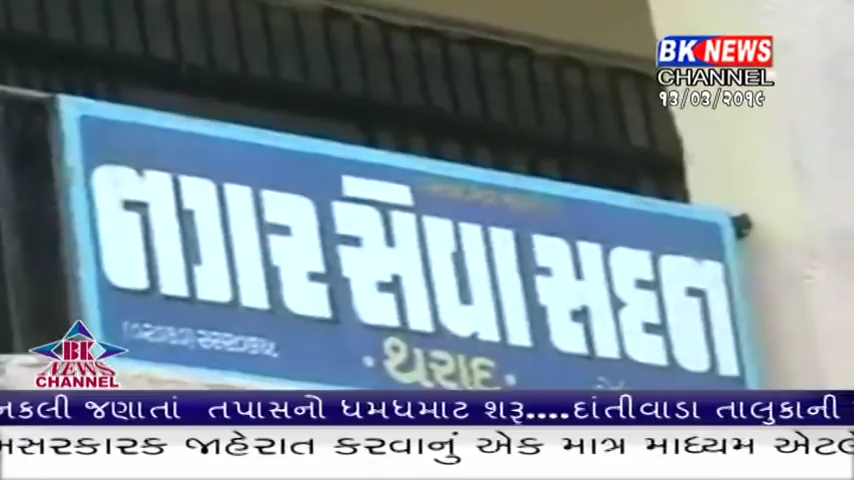 BK NEWS
CHANNEL
૧૩/૦૩/૨૦૧૯
નગર સેવા સદન
થરાદ
BK
NEWS
CHANNEL
નકલી જણાતાં તપાસનો ધમધમાટ શરૂ....દાંતીવાડા તાલુકાની
અસરકારક જાહેરાત કરવાનું એક માત્ર માધ્યમ એટલે